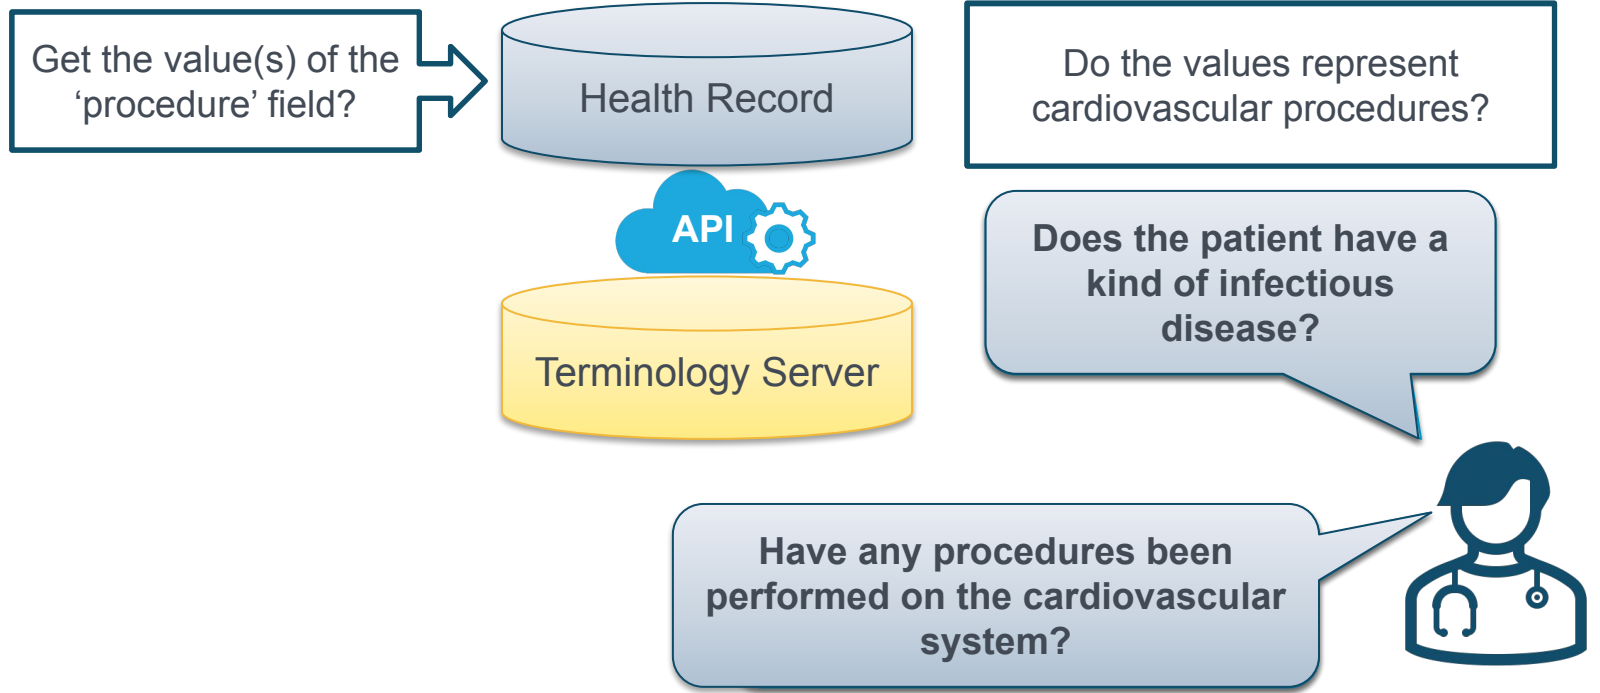 Get the value(s) of the
‘procedure’ field?
Health Record
Do the values represent
cardiovascular procedures?
API
Terminology Server
Does the patient have a
kind of infectious
disease?
Have any procedures been
performed on the cardiovascular
system?